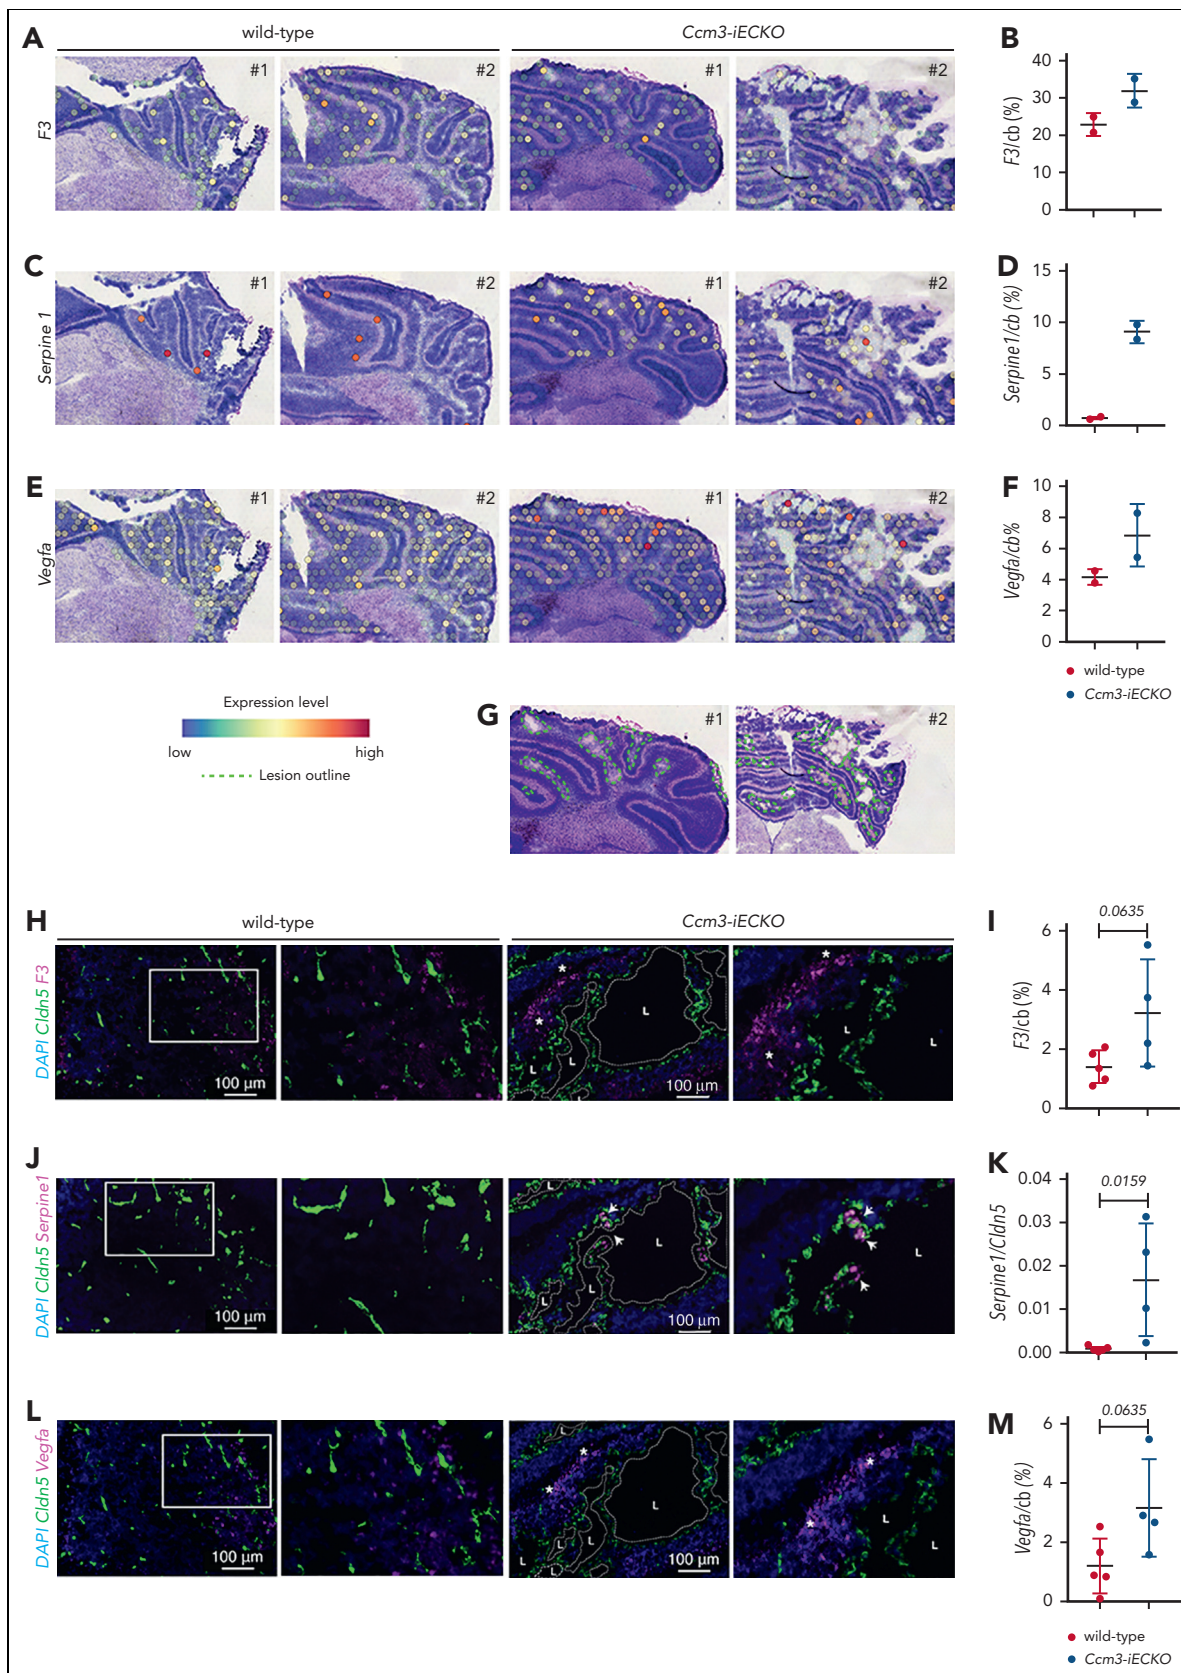 wild-type
Ccm3-iECKO
A
F3
#1
#2
#1
#2
B
F3/cb (%)
40
30
20
10
0
C
Serpine 1
#1
#2
#1
#2
D
Serpine1/cb (%)
15
10
5
0
E
Vegfa
#1
#2
#1
#2
F
Vegfa/cb%
10
8
6
4
2
0
wild-type
Ccm3-iECKO
Expression level
low
high
Lesion outline
G
#1
#2
wild-type
Ccm3-iECKO
H
DAPI Cldn5 F3
100 µm
* * L L L L
100 µm
* * L L
I
F3/cb (%)
0.0635
6
4
2
0
J
DAPI Cldn5 Serpine1
100 µm
L L L L
100 µm
L
K
Serpine1/Cldn5
0.0159
0.04
0.03
0.02
0.01
0.00
L
DAPI Cldn5 Vegfa
100 µm
L * * L L L L
100 µm
* * L L
M
Vegfa/cb (%)
0.0635
6
4
2
0
wild-type
Ccm3-iECKO